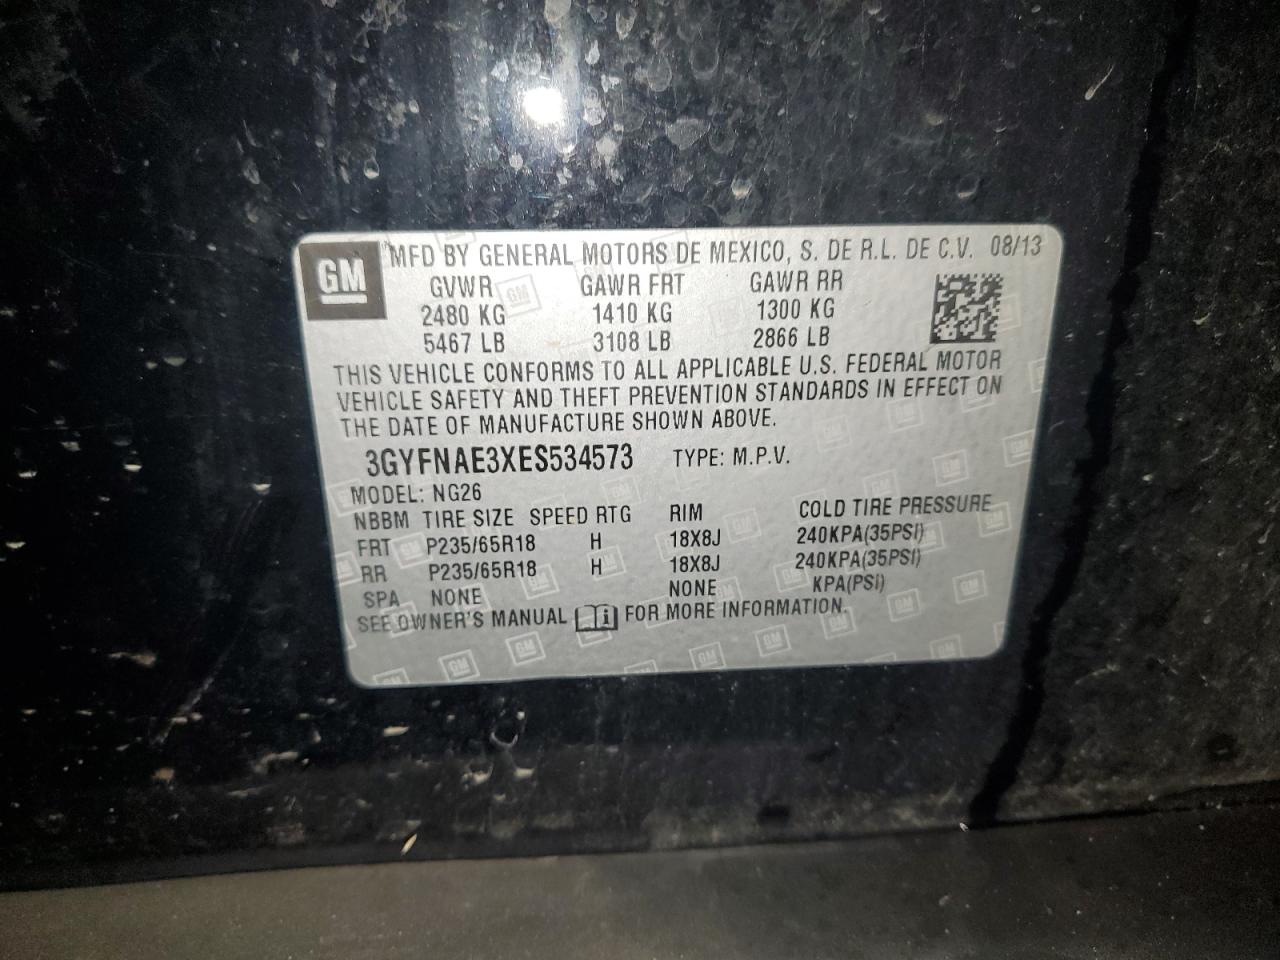 GM
MFD BY GENERAL MOTORS DE MEXICO, S. DE R.L. DE C.V. 08/13
GVWR GAWR FRT GAWR RR
2480 KG 1410 KG 1300 KG
5467 LB 3108 LB 2866 LB
THIS VEHICLE CONFORMS TO ALL APPLICABLE U.S. FEDERAL MOTOR
VEHICLE SAFETY AND THEFT PREVENTION STANDARDS IN EFFECT ON
THE DATE OF MANUFACTURE SHOWN ABOVE.
3GYFNAE3XES534573 TYPE: M.P.V.
MODEL: NG26
NBBM TIRE SIZE SPEED RTG RIM COLD TIRE PRESSURE
FRT P235/65R18 H 18X8J 240KPA(35PSI)
RR P235/65R18 H 18X8J 240KPA(35PSI)
SPA NONE NONE KPA(PSI)
SEE OWNER'S MANUAL i FOR MORE INFORMATION.